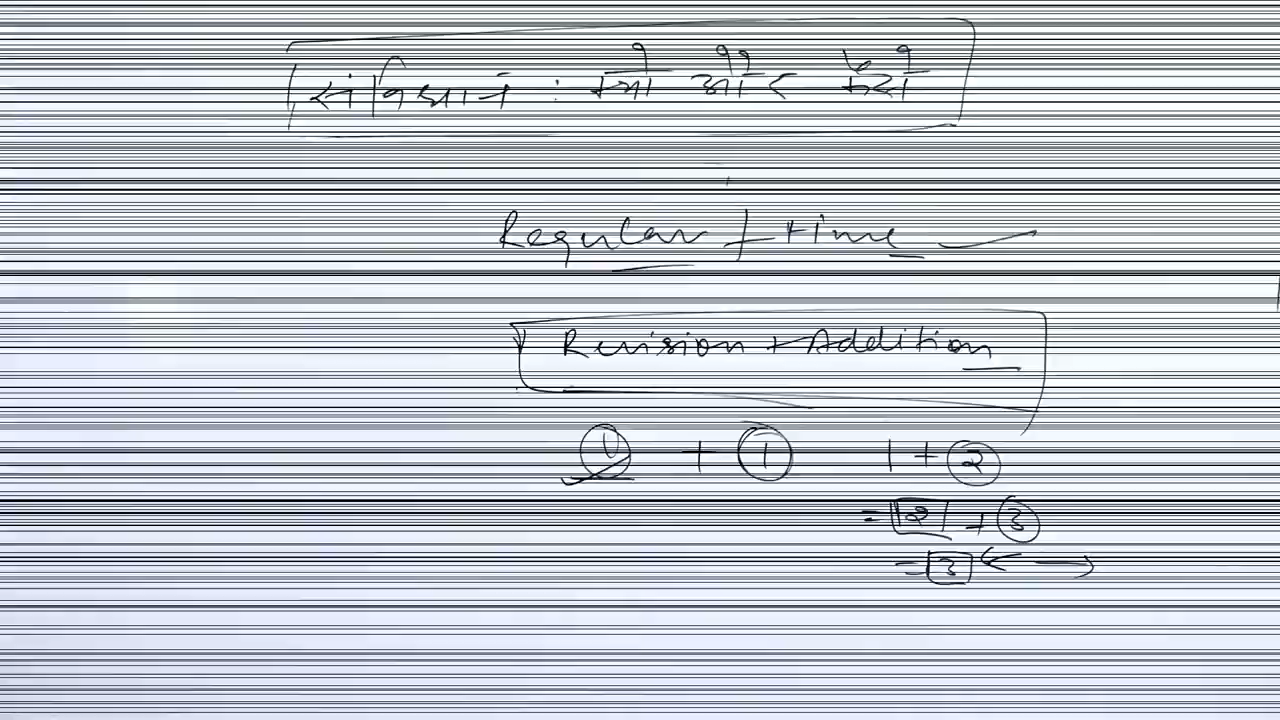 संविधान : क्यों और कैसे
Regular + time
Revision + Addition
0 + 1 1 + 2
= 2 + 3
= 3